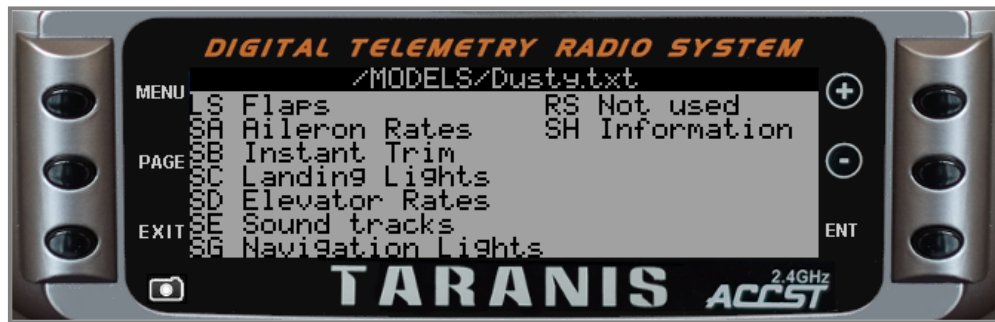 DIGITAL TELEMETRY RADIO SYSTEM
/MODELS/Dusty.txt
MENU
PAGE
EXIT
LS Flaps RS Not used
SA Aileron Rates SH Information
SB Instant Trim
SC Landing Lights
SD Elevator Rates
SE Sound tracks
SG Navigation Lights
+
-
ENT
TARANIS
2.4GHz
ACCST